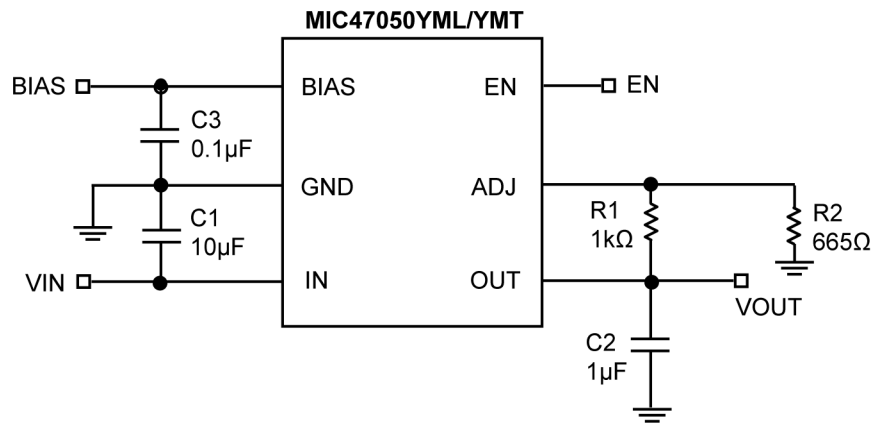 MIC47050YML/YMT
BIAS
BIAS
EN
EN
C3
0.1µF
GND
ADJ
C1
10µF
R1
1kΩ
R2
665Ω
VIN
IN
OUT
VOUT
C2
1µF